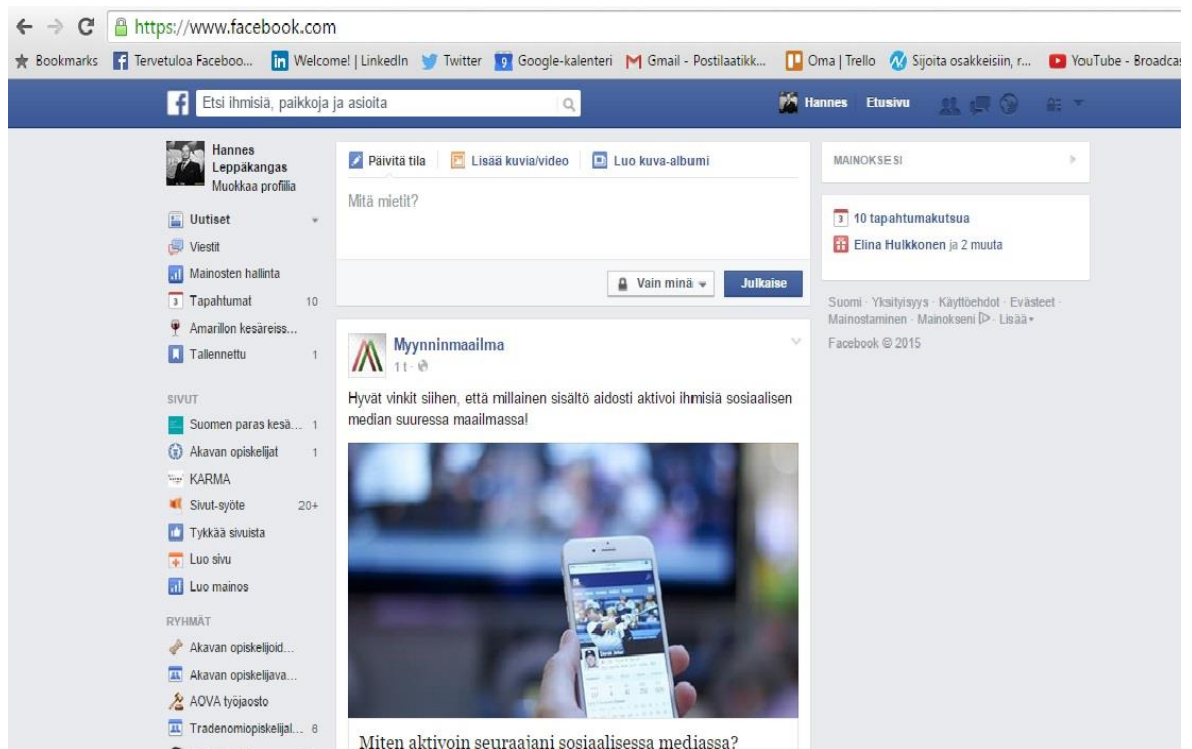 https://www.facebook.com
Bookmarks Tervetuloa Faceboo... Welcome! | LinkedIn Twitter Google-kalenteri Gmail - Postilaatikk... Oma | Trello Sijoita osakkeisiin, r... YouTube - Broadcas
Etsi ihmisiä, paikkoja ja asioita
Hannes Etusivu
Hannes
Leppäkangas
Muokkaa profiilia
Uutiset
Viestit
Mainosten hallinta
Tapahtumat 10
Amarillon kesäreiss...
Tallennettu 1
SIVUT
Suomen paras kesä... 1
Akavan opiskelijat 1
KARMA
Sivut-syöte 20+
Tykkää sivuista
Luo sivu
Luo mainos
RYHMÄT
Akavan opiskelijoid...
Akavan opiskelijava...
AOVA työjaosto
Tradenomiopiskelijal... 6
Päivitä tila Lisää kuvia/video Luo kuva-albumi
Mitä mietit?
Vain minä Julkaise
Myynninmaailma
1 t ·
Hyvät vinkit siihen, että millainen sisältö aidosti aktivoi ihmisiä sosiaalisen
median suuressa maailmassa!
Miten aktivoin seuraajani sosiaalisessa mediassa?
MAINOKSESI
10 tapahtumakutsua
Elina Hulkkonen ja 2 muuta
Suomi · Yksityisyys · Käyttöehdot · Evästeet ·
Mainostaminen · Mainokseni · Lisää
Facebook © 2015